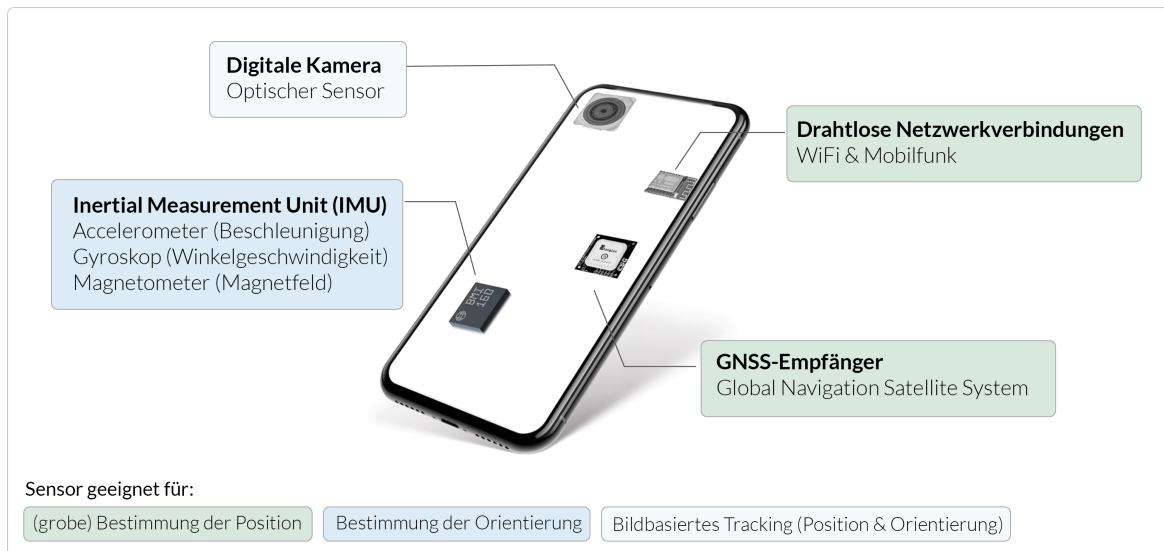 Digitale Kamera
Optischer Sensor
Drahtlose Netzwerkverbindungen
WiFi & Mobilfunk
Inertial Measurement Unit (IMU)
Accelerometer (Beschleunigung)
Gyroskop (Winkelgeschwindigkeit)
Magnetometer (Magnetfeld)
BMI
160
GNSS-Empfänger
Global Navigation Satellite System
Sensor geeignet für:
(grobe) Bestimmung der Position
Bestimmung der Orientierung
Bildbasiertes Tracking (Position & Orientierung)